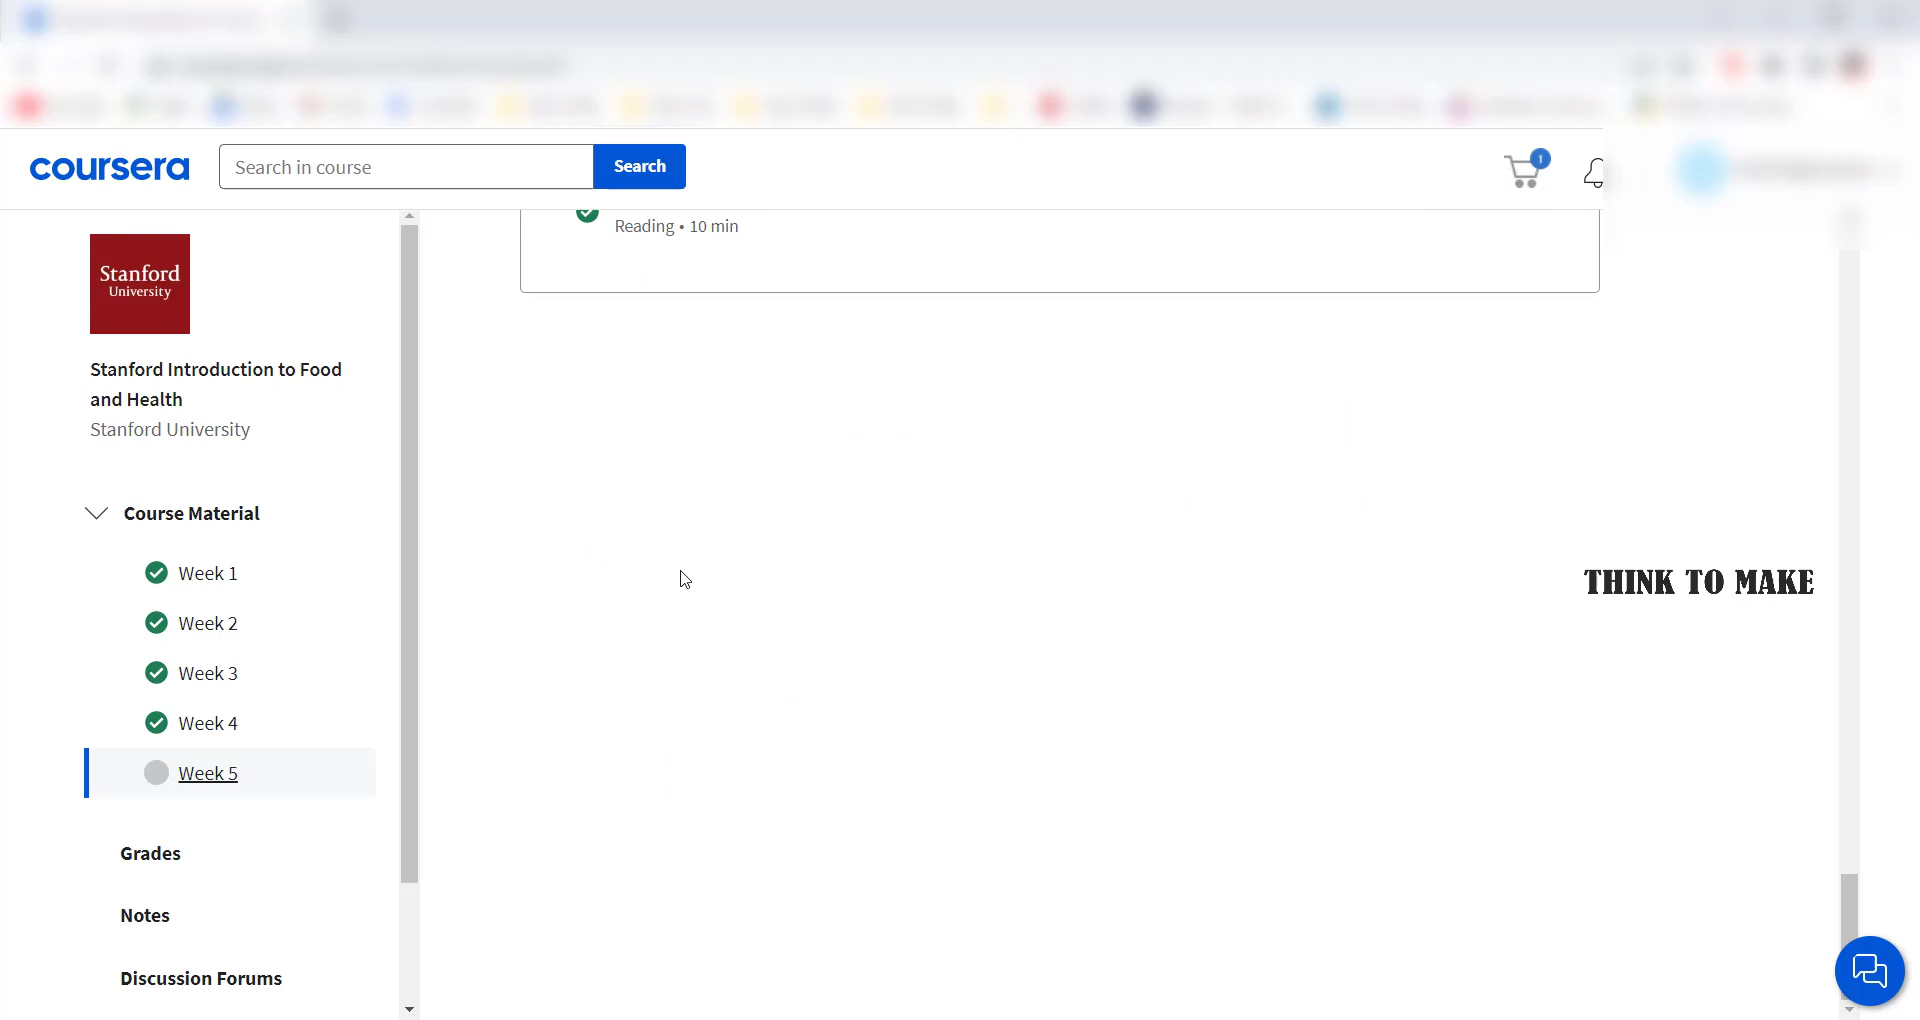 coursera
Search in course
Search
1
Reading • 10 min
Stanford
University
Stanford Introduction to Food
and Health
Stanford University
Course Material
Week 1
Week 2
Week 3
Week 4
Week 5
Grades
Notes
Discussion Forums
THINK TO MAKE